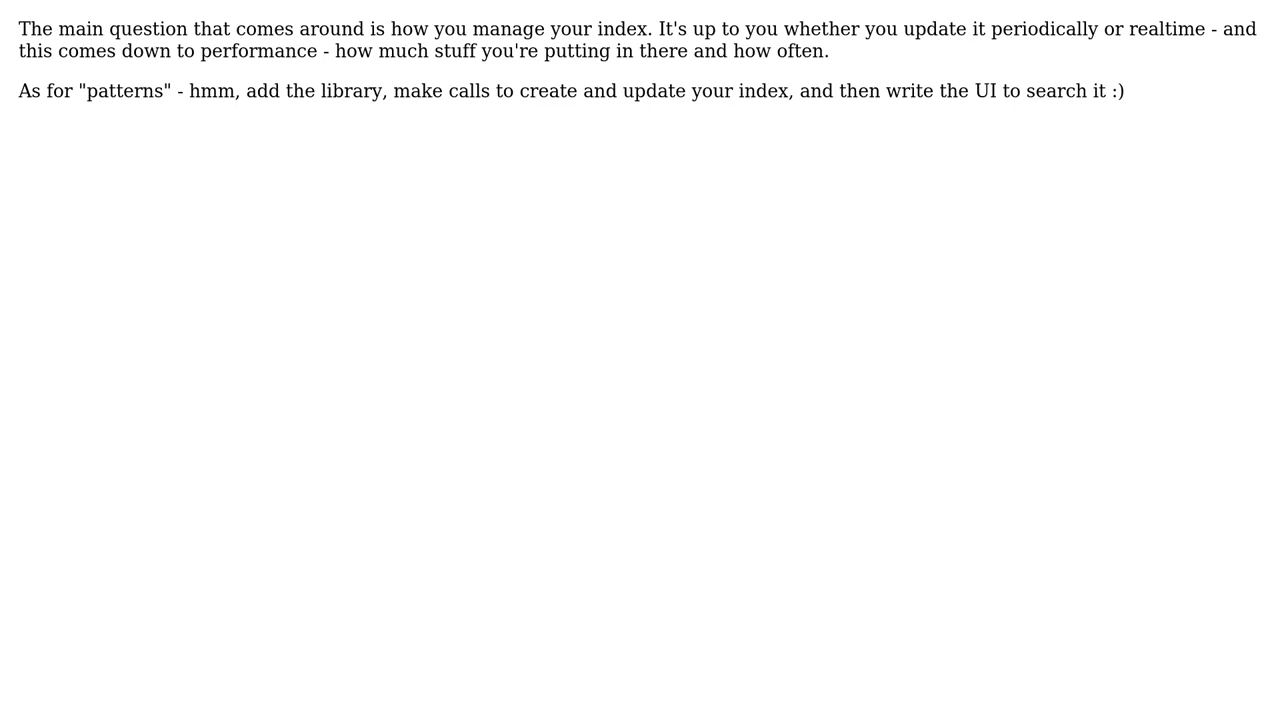 The main question that comes around is how you manage your index. It's up to you whether you update it periodically or realtime - and
this comes down to performance - how much stuff you're putting in there and how often.
As for "patterns" - hmm, add the library, make calls to create and update your index, and then write the UI to search it :)